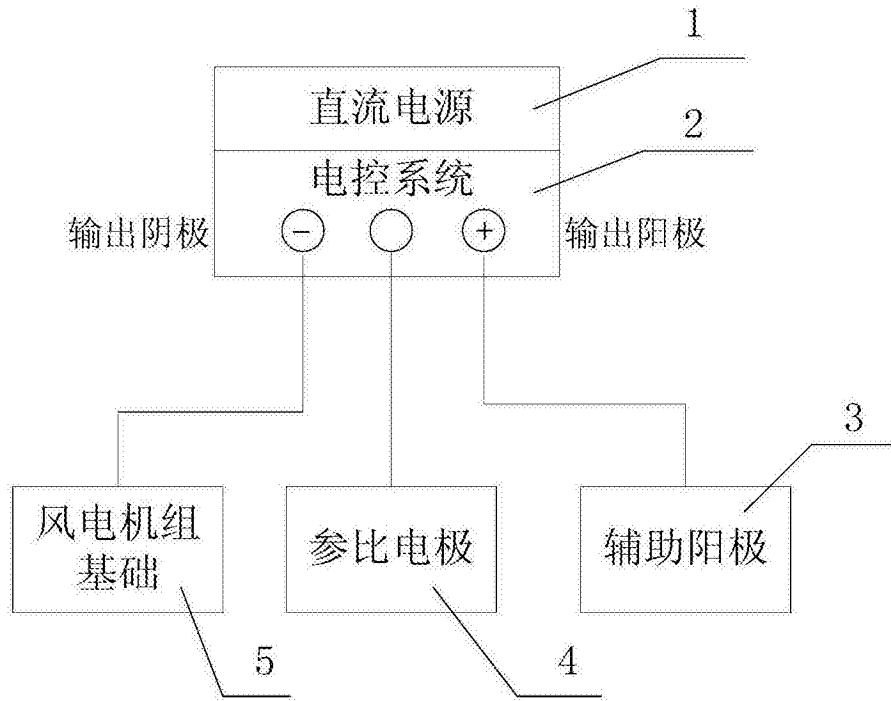 1
直流电源
2
电控系统
输出阴极 − + 输出阳极
3
风电机组
基础
参比电极
辅助阳极
5
4